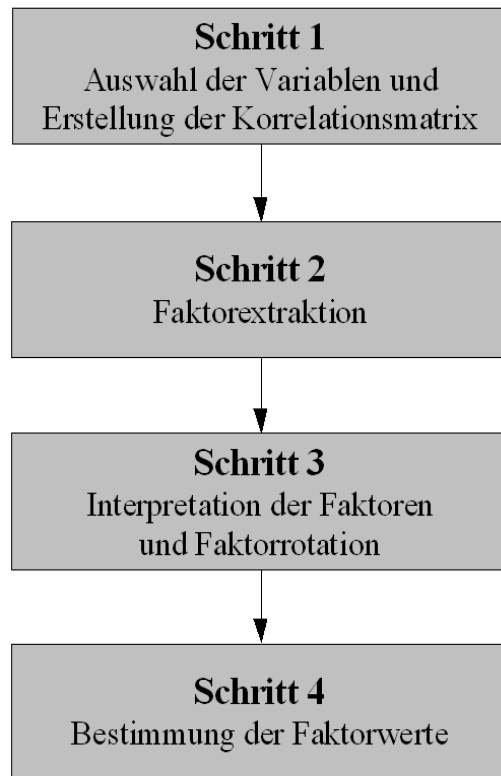 Schritt 1
Auswahl der Variablen und
Erstellung der Korrelationsmatrix
Schritt 2
Faktorextraktion
Schritt 3
Interpretation der Faktoren
und Faktorrotation
Schritt 4
Bestimmung der Faktorwerte